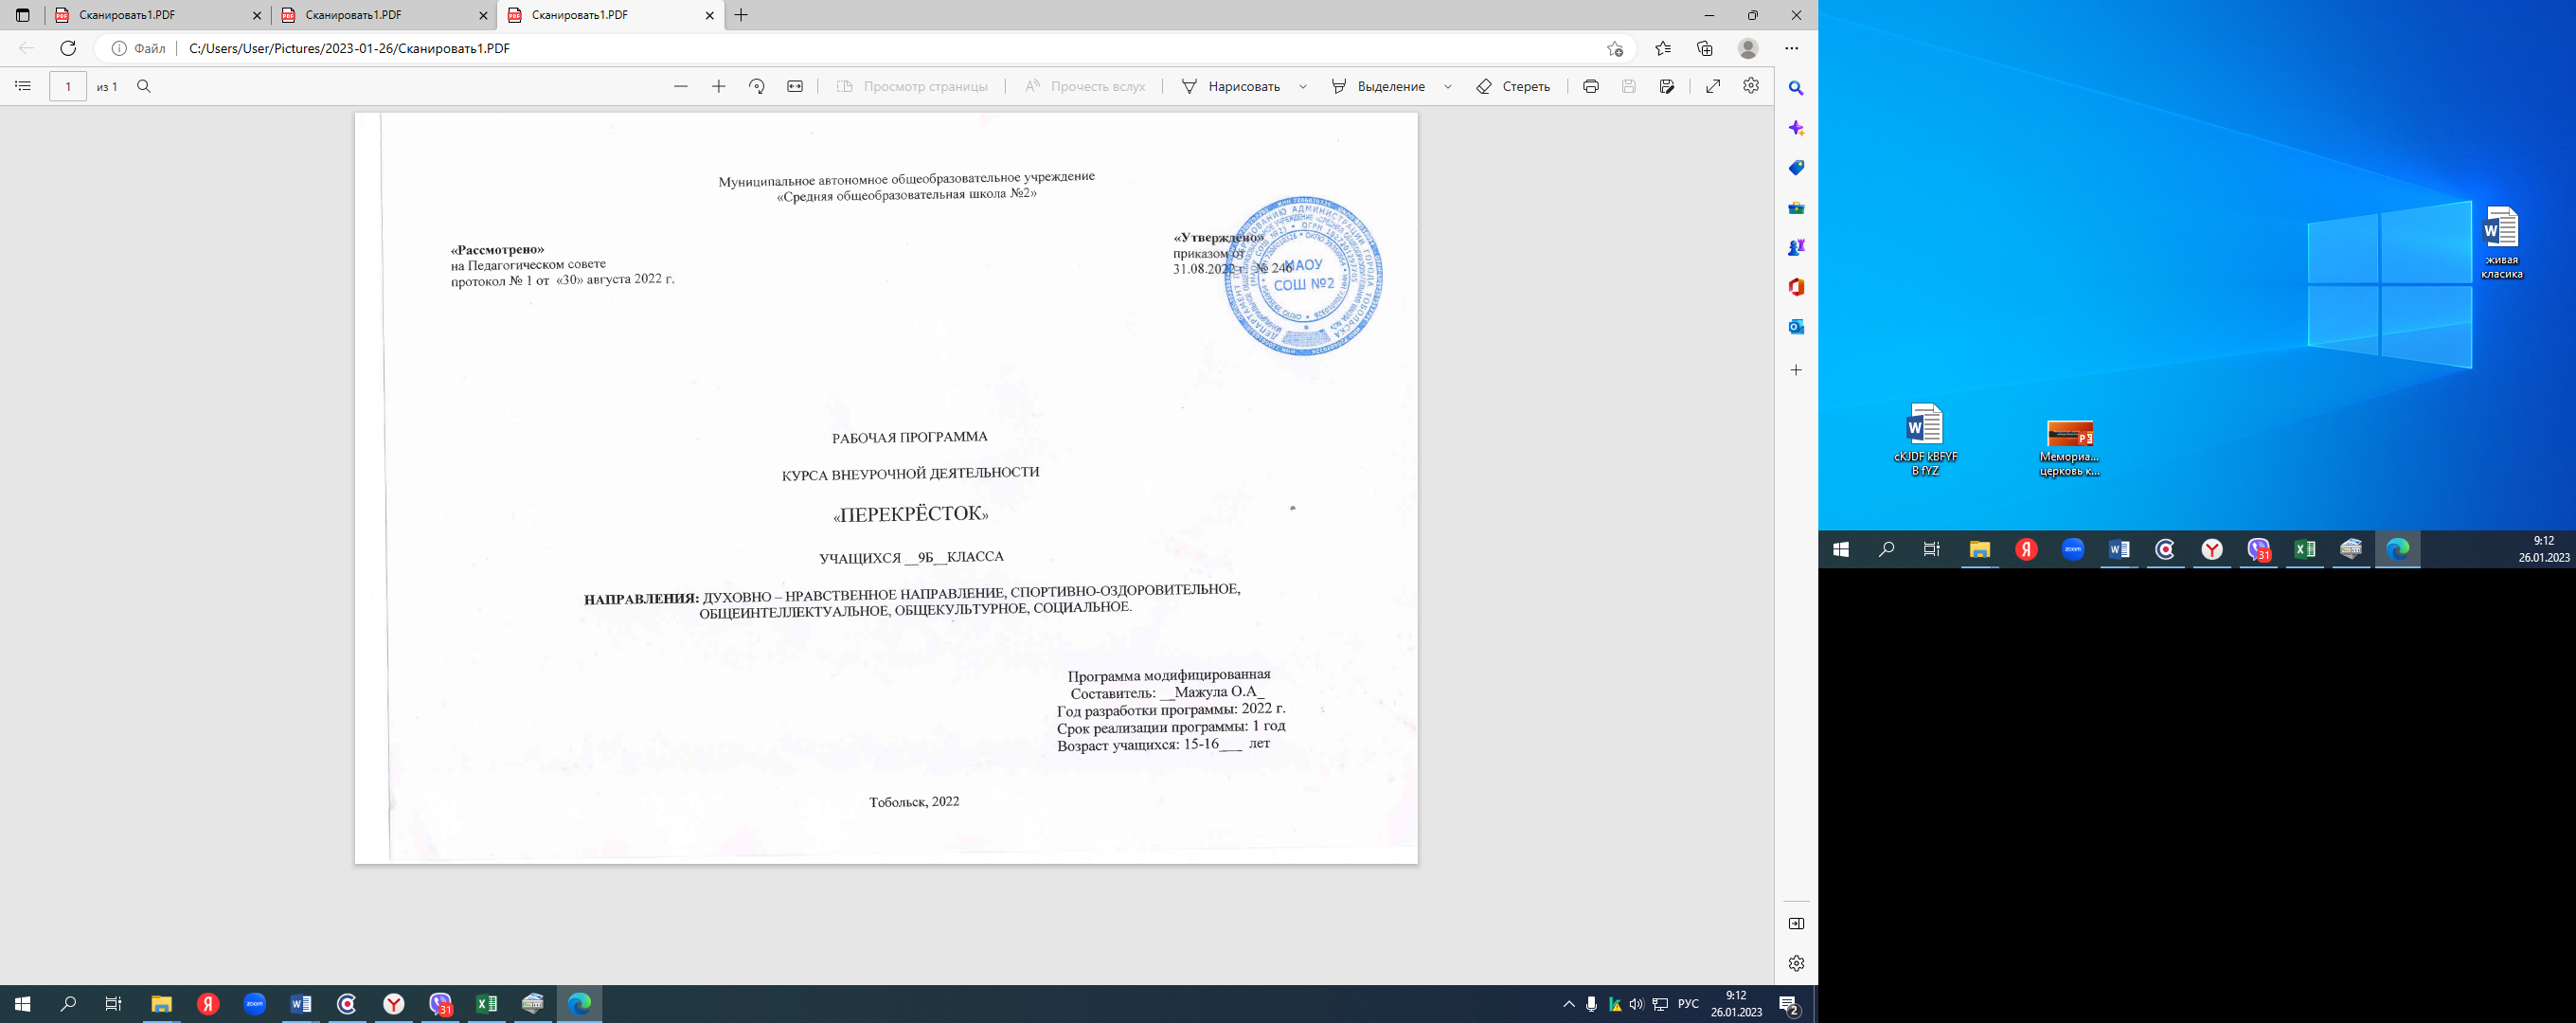 Сканировать1.PDF
Сканировать1.PDF
Сканировать1.PDF
Файл
C:/Users/User/Pictures/2023-01-26/Сканировать1.PDF
1
из 1
Просмотр страницы
Прочесть вслух
Нарисовать
Выделение
Стереть
Муниципальное автономное общеобразовательное учреждение
«Средняя общеобразовательная школа №2»
«Рассмотрено»
на Педагогическом совете
протокол № 1 от «30» августа 2022 г.
«Утверждено»
приказом от
31.08.2022 г. № 246
МАОУ
СОШ №2
РАБОЧАЯ ПРОГРАММА
КУРСА ВНЕУРОЧНОЙ ДЕЯТЕЛЬНОСТИ
«ПЕРЕКРЁСТОК»
УЧАЩИХСЯ __9Б__КЛАССА
НАПРАВЛЕНИЯ: ДУХОВНО – НРАВСТВЕННОЕ НАПРАВЛЕНИЕ, СПОРТИВНО-ОЗДОРОВИТЕЛЬНОЕ,
ОБЩЕИНТЕЛЛЕКТУАЛЬНОЕ, ОБЩЕКУЛЬТУРНОЕ, СОЦИАЛЬНОЕ.
Программа модифицированная
Составитель: __Мажула О.А_
Год разработки программы: 2022 г.
Срок реализации программы: 1 год
Возраст учащихся: 15-16___ лет
Тобольск, 2022
живая
класика
cKJDF kBFYF
B fYZ
Мемориа...
церковь к...
zoom
31
9:12
26.01.2023
zoom
31
РУС
9:12
26.01.2023
2